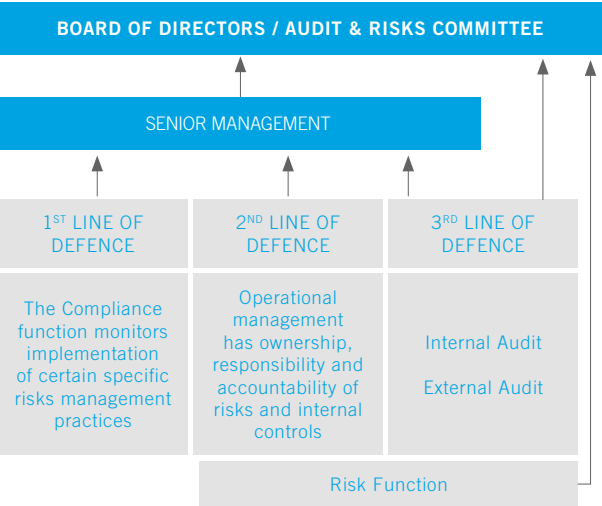 BOARD OF DIRECTORS / AUDIT & RISKS COMMITTEE
SENIOR MANAGEMENT
1ST LINE OF
DEFENCE
The Compliance
function monitors
implementation
of certain specific
risks management
practices
2ND LINE OF
DEFENCE
Operational
management
has ownership,
responsibility and
accountability of
risks and internal
controls
3RD LINE OF
DEFENCE
Internal Audit
External Audit
Risk Function